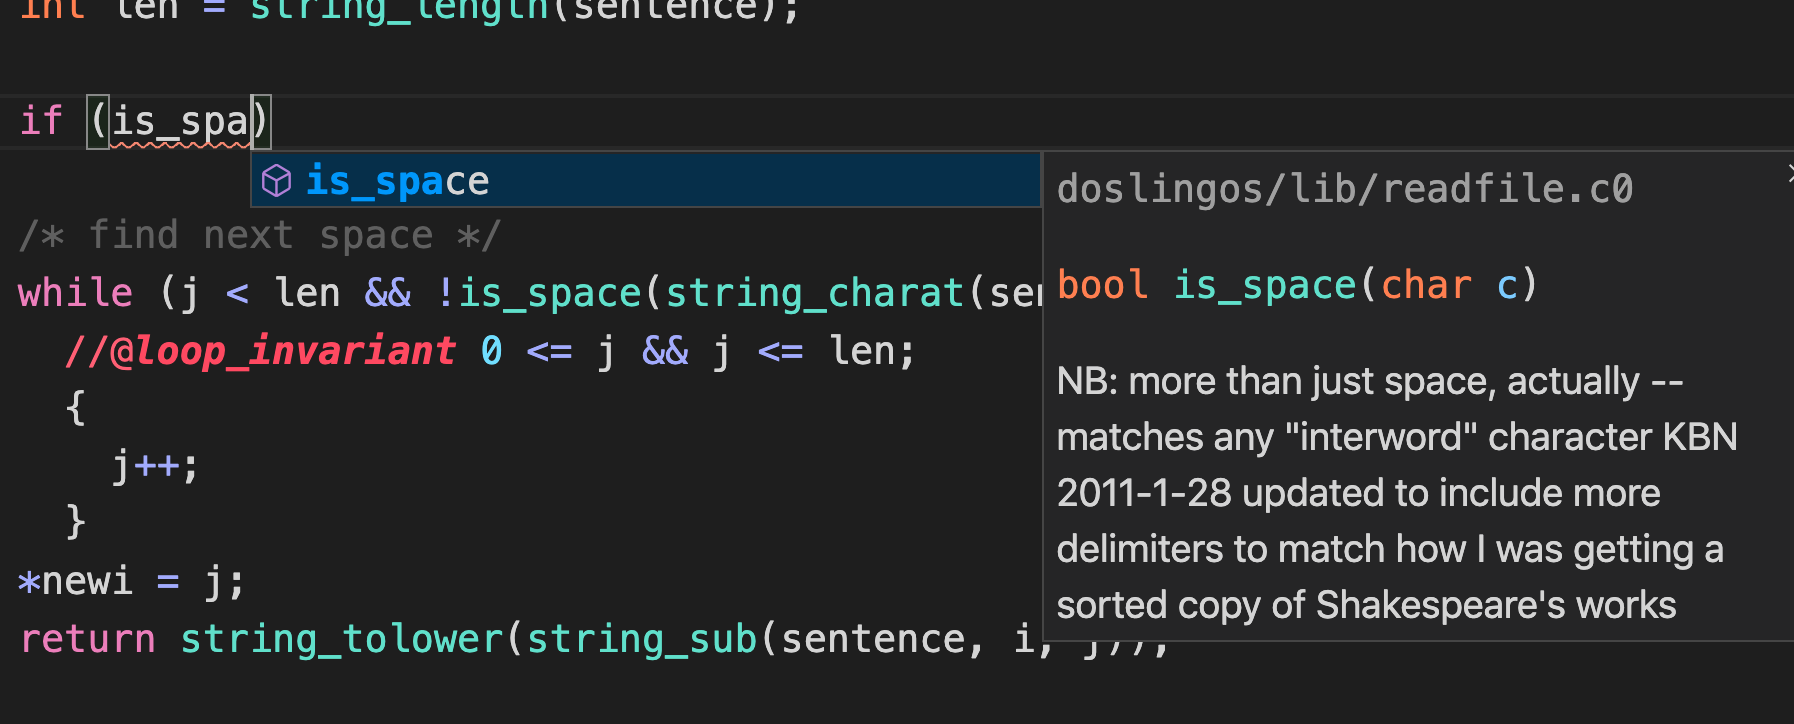 int len = string_length(sentence);
if (is_spa)
is_space
/* find next space */
while (j < len && !is_space(string_charat(
//@loop_invariant 0 <= j && j <= len;
{
j++;
}
*newi = j;
return string_tolower(string_sub(sentence, i, j));
doslingos/lib/readfile.c0
bool is_space(char c)
NB: more than just space, actually --
matches any "interword" character KBN
2011-1-28 updated to include more
delimiters to match how I was getting a
sorted copy of Shakespeare's works